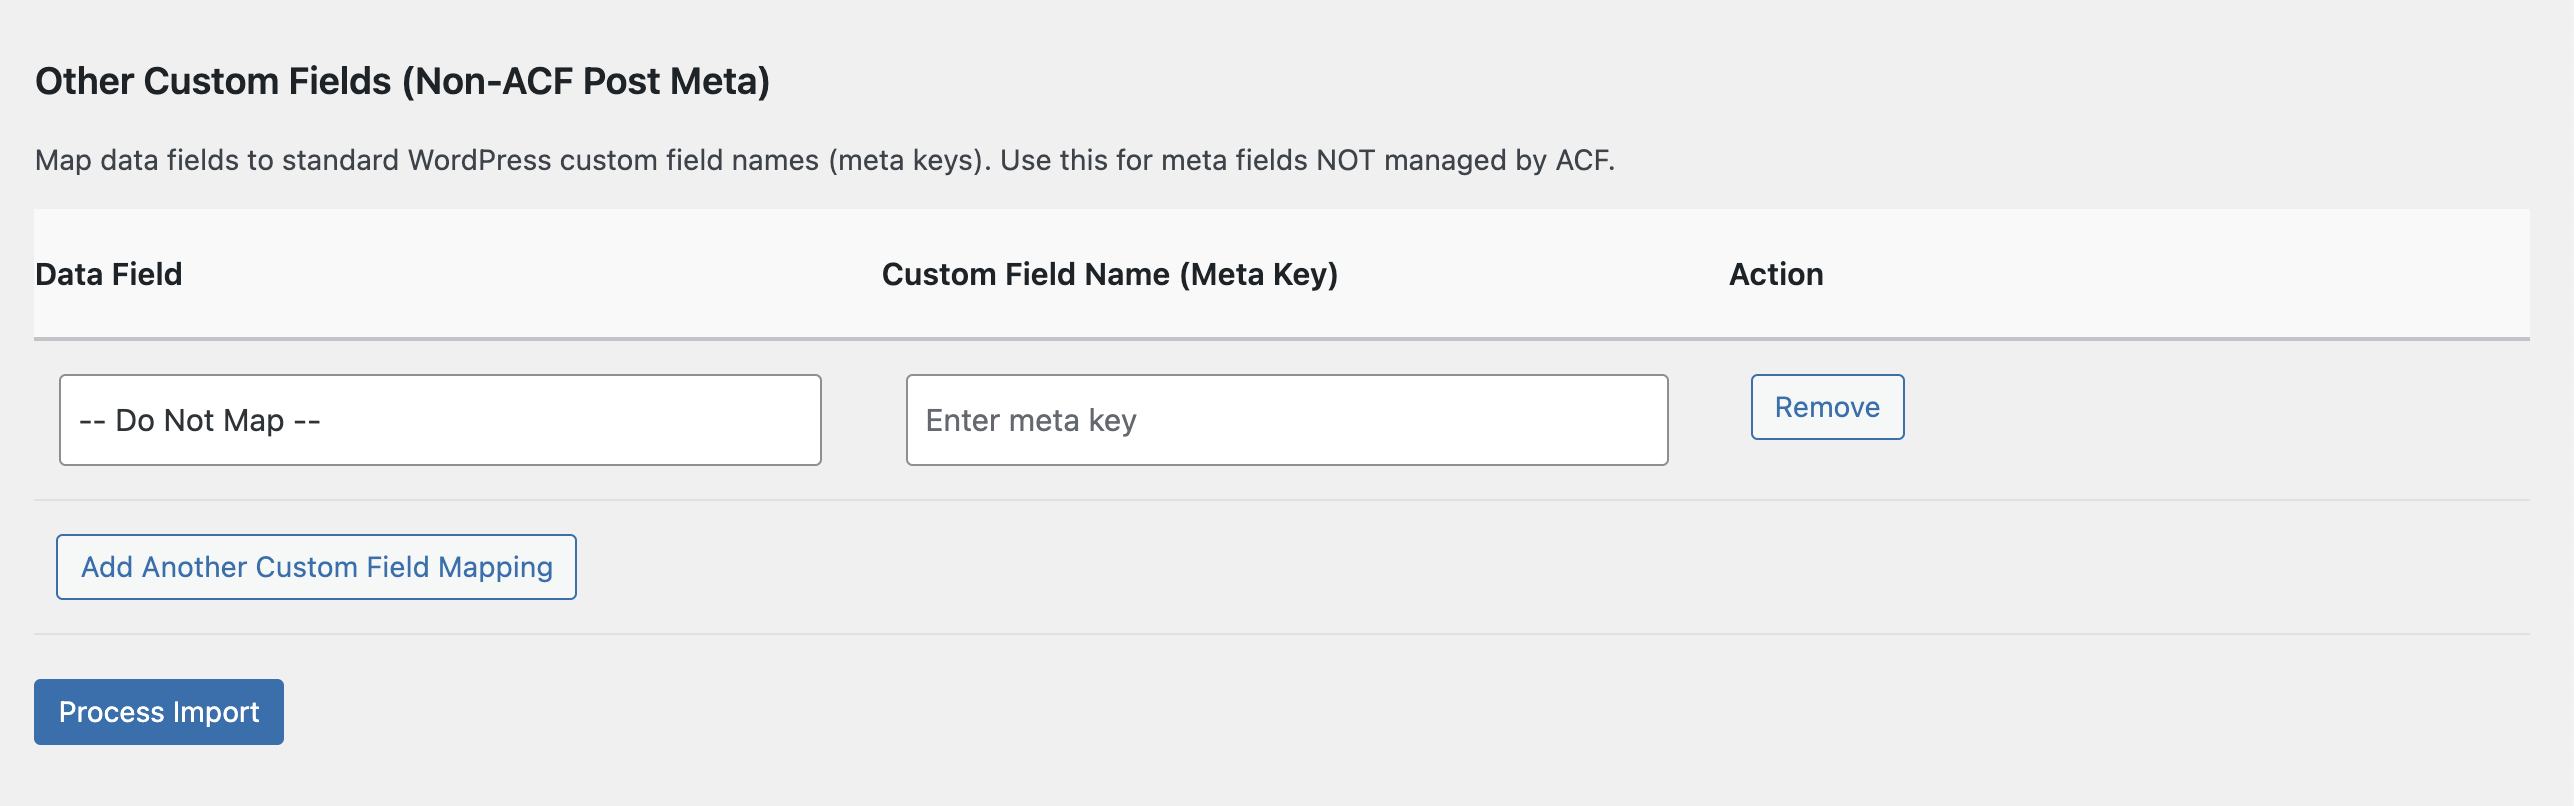 Other Custom Fields (Non-ACF Post Meta)
Map data fields to standard WordPress custom field names (meta keys). Use this for meta fields NOT managed by ACF.
Data Field
Custom Field Name (Meta Key)
Action
-- Do Not Map --
Enter meta key
Remove
Add Another Custom Field Mapping
Process Import